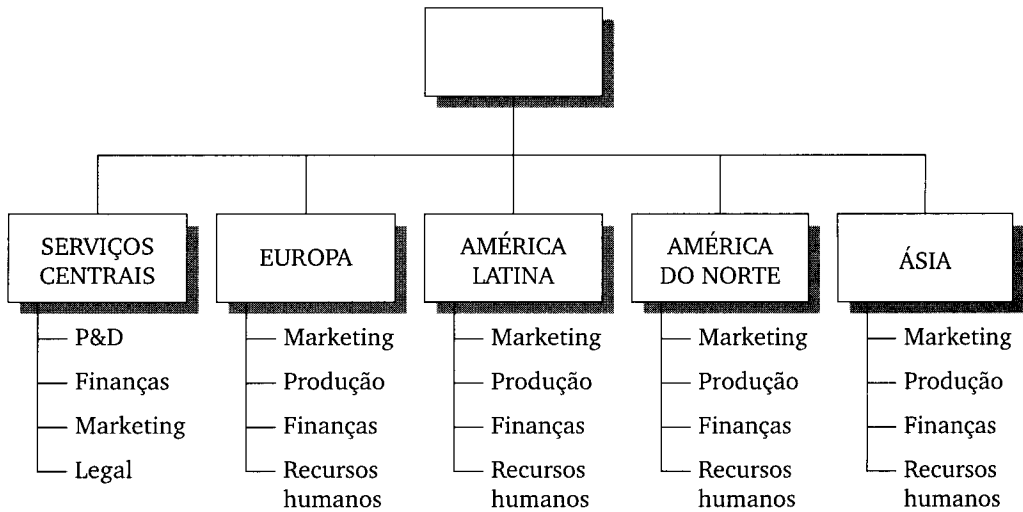 SERVIÇOS
CENTRAIS
P&D
Finanças
Marketing
Legal
EUROPA
Marketing
Produção
Finanças
Recursos
humanos
AMÉRICA
LATINA
Marketing
Produção
Finanças
Recursos
humanos
AMÉRICA
DO NORTE
Marketing
Produção
Finanças
Recursos
humanos
ÁSIA
Marketing
Produção
Finanças
Recursos
humanos